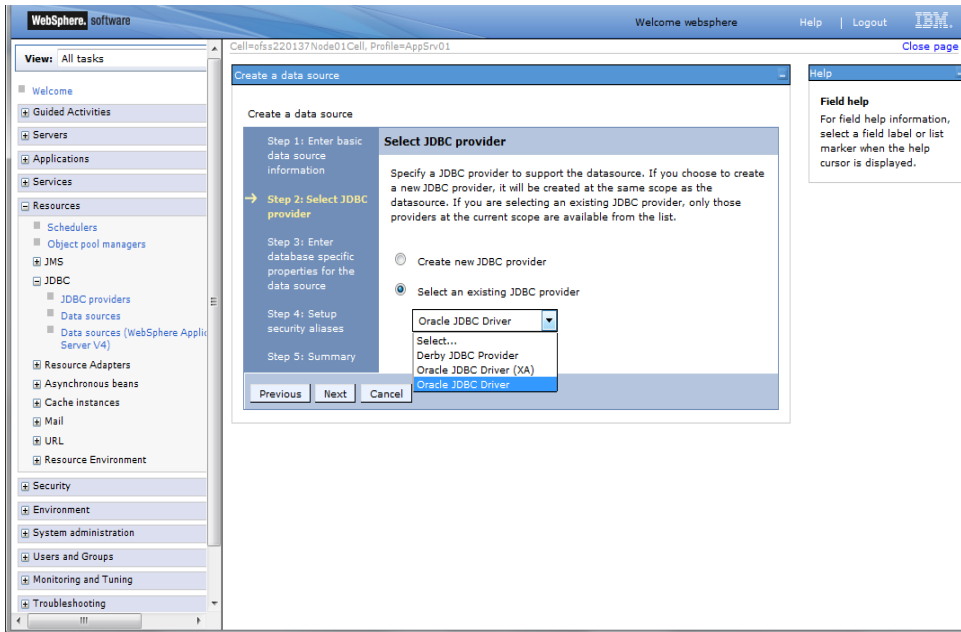 WebSphere. software
Welcome websphere
Help | Logout
IBM.
View: All tasks
Welcome
Guided Activities
Servers
Applications
Services
Resources
Schedulers
Object pool managers
JMS
JDBC
JDBC providers
Data sources
Data sources (WebSphere Applic
Server V4)
Resource Adapters
Asynchronous beans
Cache instances
Mail
URL
Resource Environment
Security
Environment
System administration
Users and Groups
Monitoring and Tuning
Troubleshooting
Cell=ofss220137Node01Cell, Profile=AppSrv01
Close page
Create a data source
Create a data source
Step 1: Enter basic
data source
information
Step 2: Select JDBC
provider
Step 3: Enter
database specific
properties for the
data source
Step 4: Setup
security aliases
Step 5: Summary
Select JDBC provider
Specify a JDBC provider to support the datasource. If you choose to create
a new JDBC provider, it will be created at the same scope as the
datasource. If you are selecting an existing JDBC provider, only those
providers at the current scope are available from the list.
Create new JDBC provider
Select an existing JDBC provider
Oracle JDBC Driver
Select...
Derby JDBC Provider
Oracle JDBC Driver (XA)
Oracle JDBC Driver
Previous Next Cancel
Help
Field help
For field help information,
select a field label or list
marker when the help
cursor is displayed.